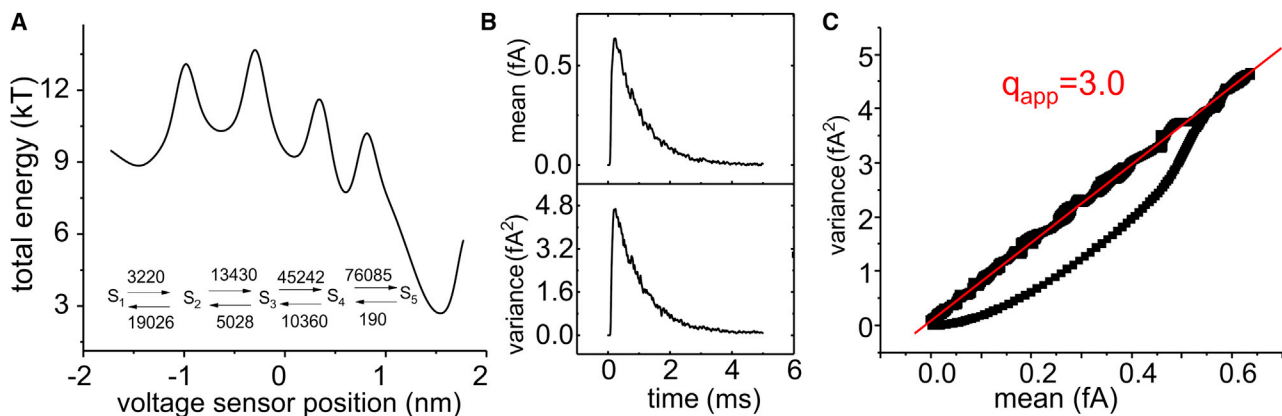 A
total energy (kT)
12
9
6
3
3220 13430 45242 76085
S1 S2 S3 S4 S5
19026 5028 10360 190
-2 -1 0 1 2
voltage sensor position (nm)
B
mean (fA)
0.5
0.0
variance (fA²)
4.8
3.2
1.6
0.0
0 2 4 6
time (ms)
C
variance (fA²)
5
4
3
2
1
0
qapp=3.0
0.0 0.2 0.4 0.6
mean (fA)